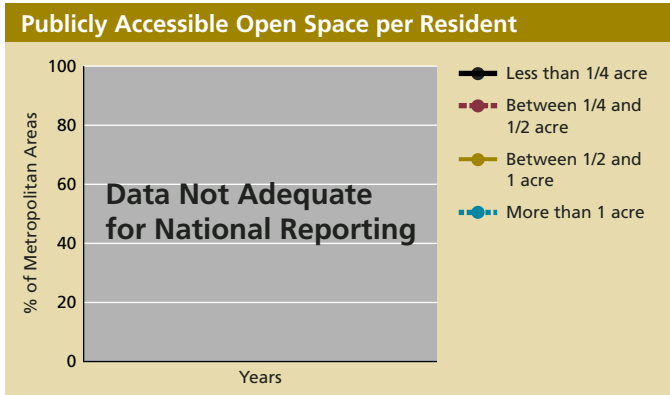 Publicly Accessible Open Space per Resident
% of Metropolitan Areas
100
80
60
40
20
0
Data Not Adequate
for National Reporting
Years
Less than 1/4 acre
Between 1/4 and
1/2 acre
Between 1/2 and
1 acre
More than 1 acre